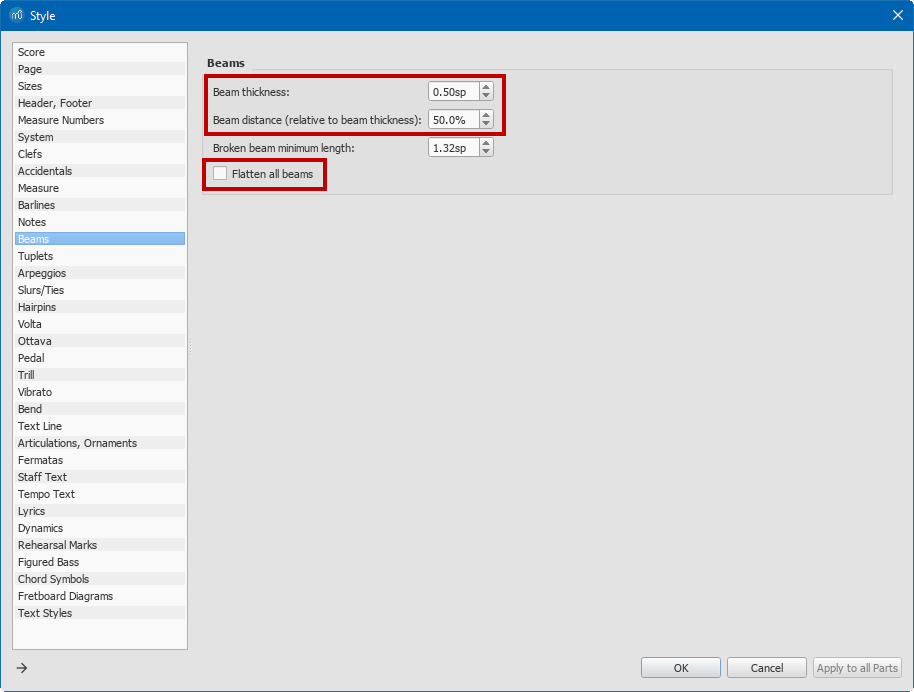 Style
Score
Page
Sizes
Header, Footer
Measure Numbers
System
Clefs
Accidentals
Measure
Barlines
Notes
Beams
Tuplets
Arpeggios
Slurs/Ties
Hairpins
Volta
Ottava
Pedal
Trill
Vibrato
Bend
Text Line
Articulations, Ornaments
Fermatas
Staff Text
Tempo Text
Lyrics
Dynamics
Rehearsal Marks
Figured Bass
Chord Symbols
Fretboard Diagrams
Text Styles
Beams
Beam thickness: 0.50sp
Beam distance (relative to beam thickness): 50.0%
Broken beam minimum length: 1.32sp
Flatten all beams
OK Cancel Apply to all Parts